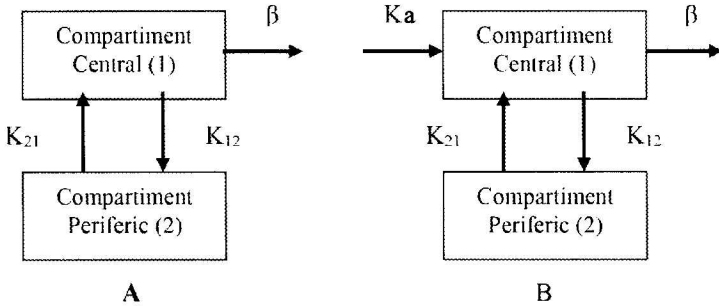 Compartiment
Central (1)
β
K21
K12
Compartiment
Periferic (2)
A
Ka
Compartiment
Central (1)
β
K21
K12
Compartiment
Periferic (2)
B